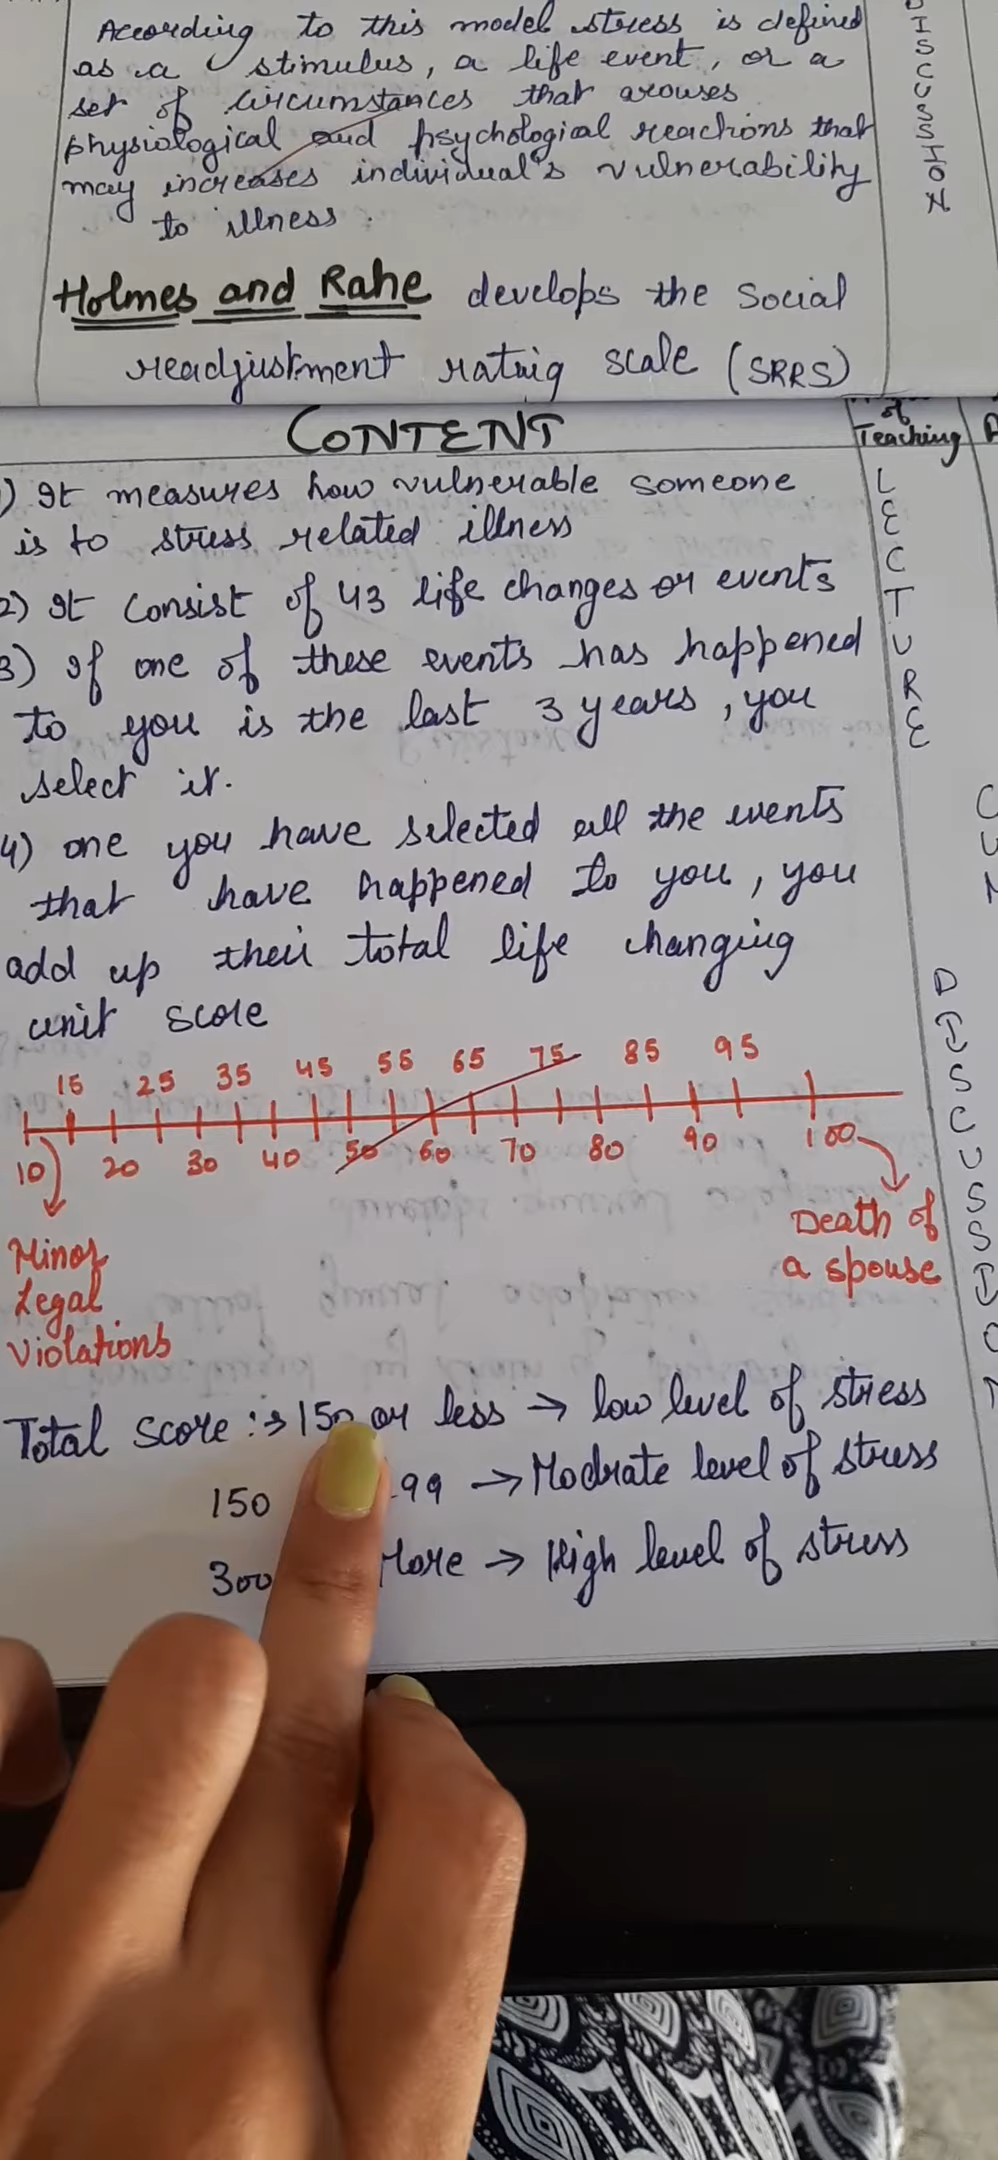 According to this model stress is defined
as a stimulus, a life event, or a
set of circumstances that arouses
physiological and psychological reactions that
may increases individual's vulnerability
to illness.
DISCUSSION
Holmes and Rahe develops the Social
readjustment rating scale (SRRS)
CONTENT
of
Teaching
1) It measures how vulnerable someone
is to stress related illness
2) It Consist of 43 life changes or events
3) If one of these events has happened
to you is the last 3 years, you
select it.
4) one you have selected all the events
that have happened to you, you
add up their total life changing
unit score
LECTURE
DISCUSSION
15 25 35 45 55 65 75 85 95
10 20 30 40 50 60 70 80 90 100
Minor
Legal
Violations
Death of
a spouse
Total Score :→ 150 or less → low level of stress
150 99 → Modrate level of stress
300 More → High level of stress